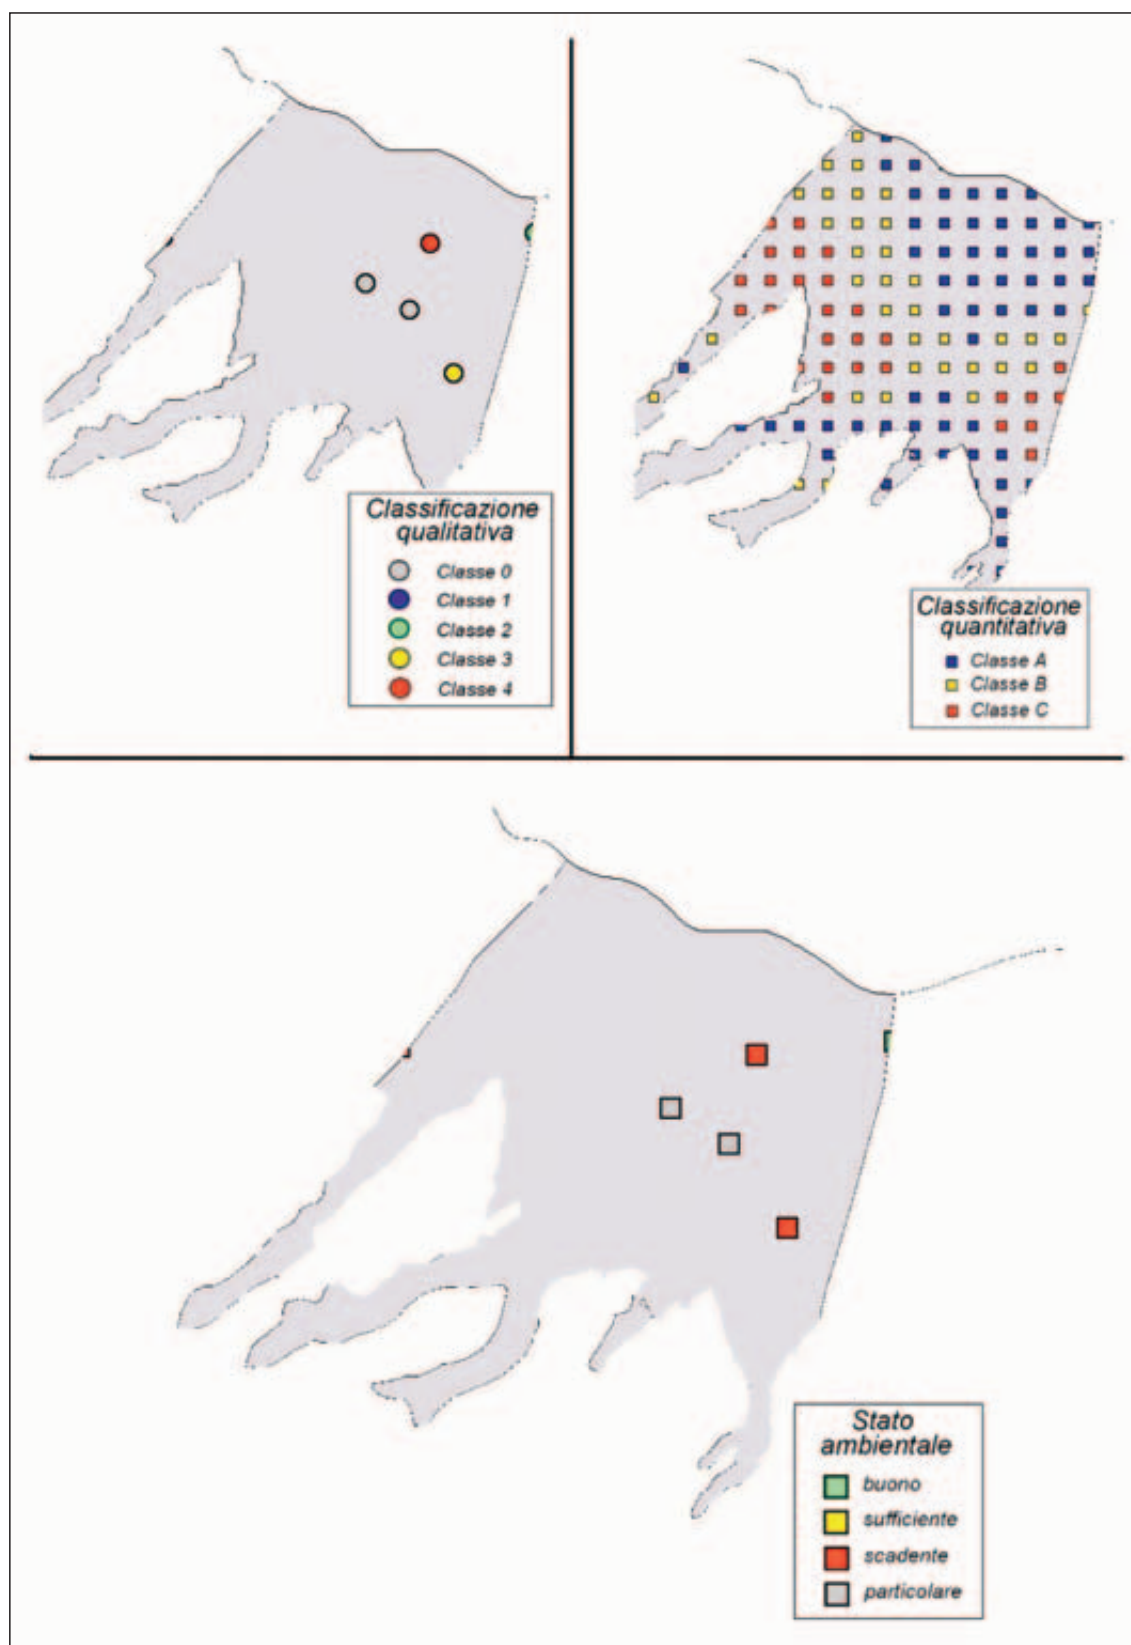 Classificazione
qualitativa
Classe 0
Classe 1
Classe 2
Classe 3
Classe 4
Classificazione
quantitativa
Classe A
Classe B
Classe C
Stato
ambientale
buono
sufficiente
scadente
particolare